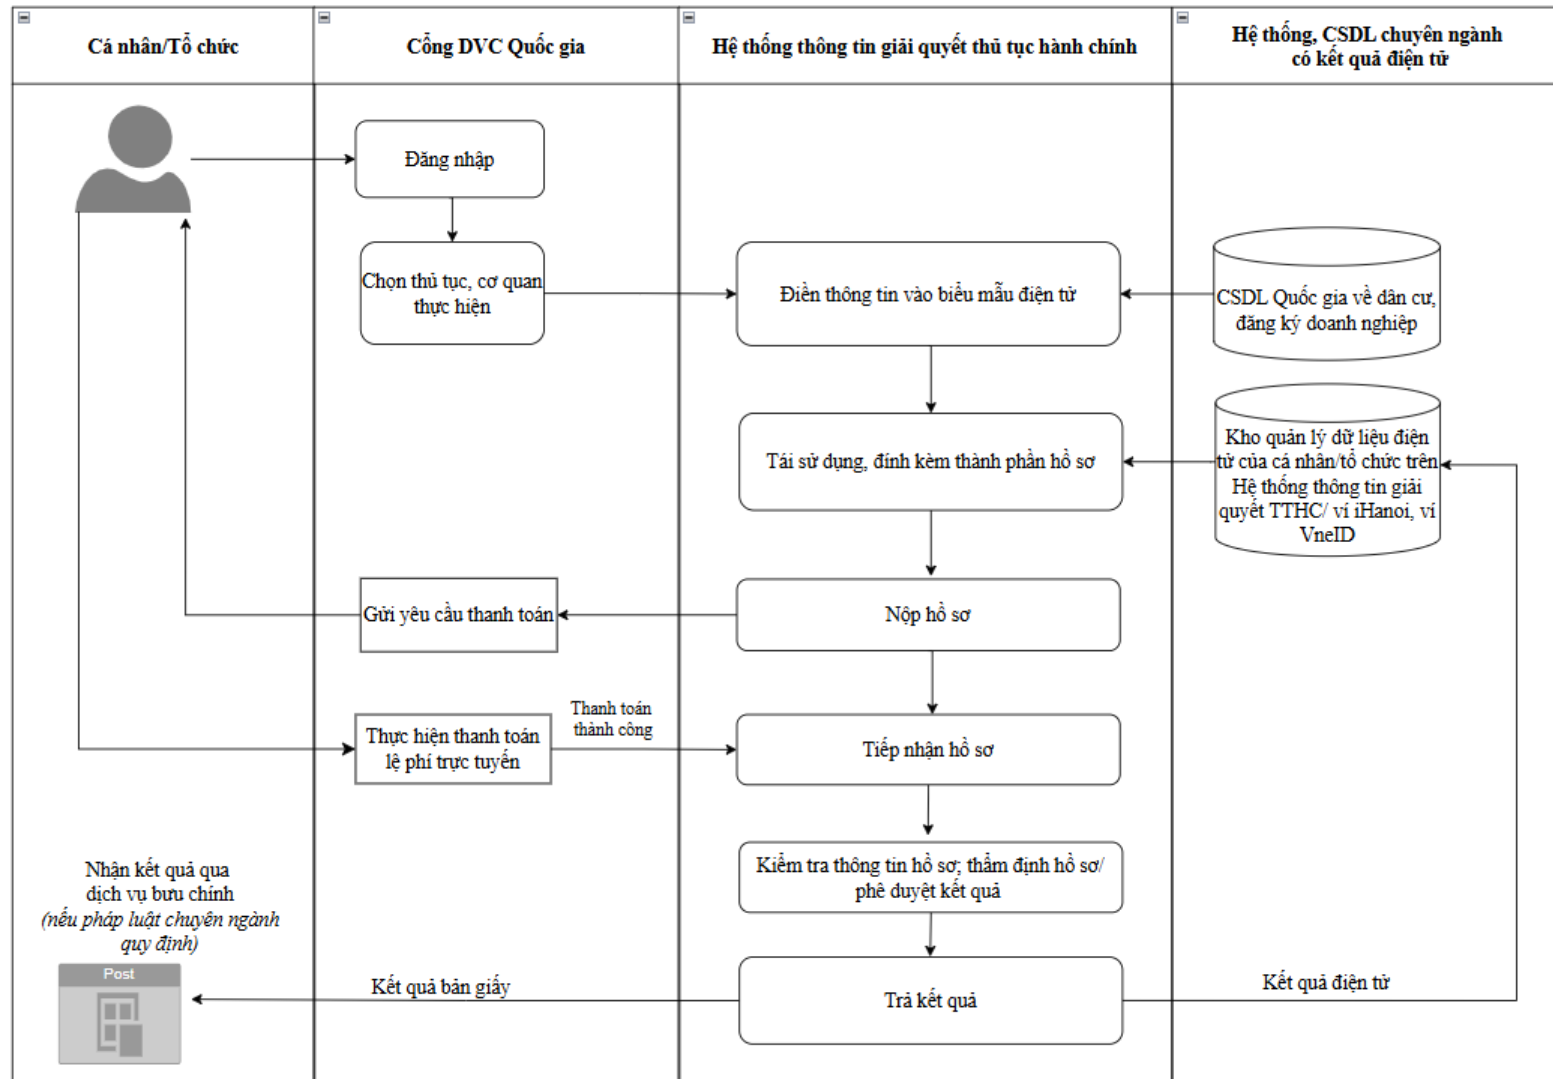 Cá nhân/Tổ chức
Cổng DVC Quốc gia
Hệ thống thông tin giải quyết thủ tục hành chính
Hệ thống, CSDL chuyên ngành
có kết quả điện tử
Đăng nhập
Chọn thủ tục, cơ quan
thực hiện
Điền thông tin vào biểu mẫu điện tử
CSDL Quốc gia về dân cư,
đăng ký doanh nghiệp
Tái sử dụng, đính kèm thành phần hồ sơ
Kho quản lý dữ liệu điện
tử của cá nhân/tổ chức trên
Hệ thống thông tin giải
quyết TTHC/ ví iHanoi, ví
VneID
Gửi yêu cầu thanh toán
Nộp hồ sơ
Thực hiện thanh toán
lệ phí trực tuyến
Thanh toán
thành công
Tiếp nhận hồ sơ
Kiểm tra thông tin hồ sơ; thẩm định hồ sơ/
phê duyệt kết quả
Nhận kết quả qua
dịch vụ bưu chính
(nếu pháp luật chuyên ngành
quy định)
Post
Kết quả bản giấy
Trả kết quả
Kết quả điện tử